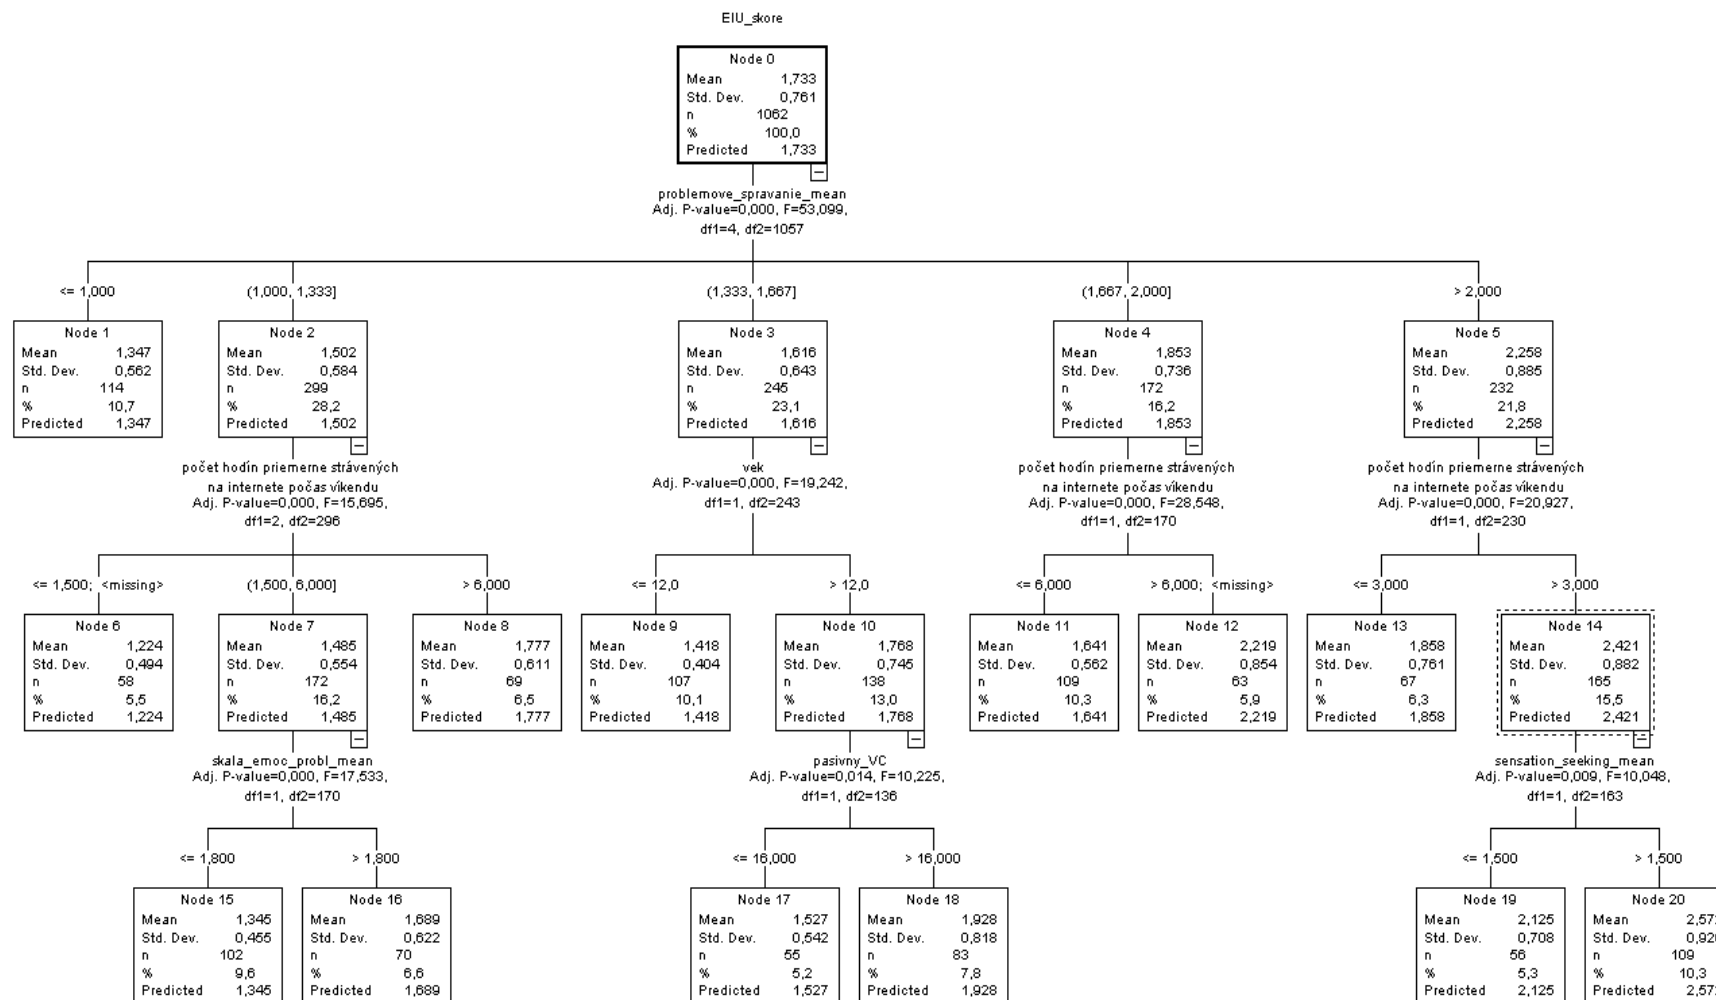 EIU_skore
Node 0
Mean 1,733
Std. Dev. 0,761
n 1062
% 100,0
Predicted 1,733
problemove_spravanie_mean
Adj. P-value=0,000, F=53,099,
df1=4, df2=1057
<= 1,000
(1,000, 1,333]
(1,333, 1,667]
(1,667, 2,000]
> 2,000
Node 1
Mean 1,347
Std. Dev. 0,562
n 114
% 10,7
Predicted 1,347
Node 2
Mean 1,502
Std. Dev. 0,584
n 299
% 28,2
Predicted 1,502
Node 3
Mean 1,616
Std. Dev. 0,643
n 245
% 23,1
Predicted 1,616
Node 4
Mean 1,853
Std. Dev. 0,736
n 172
% 16,2
Predicted 1,853
Node 5
Mean 2,258
Std. Dev. 0,885
n 232
% 21,8
Predicted 2,258
počet hodín priemerne strávených
na internete počas víkendu
Adj. P-value=0,000, F=15,695,
df1=2, df2=296
vek
Adj. P-value=0,000, F=19,242,
df1=1, df2=243
počet hodín priemerne strávených
na internete počas víkendu
Adj. P-value=0,000, F=28,548,
df1=1, df2=170
počet hodín priemerne strávených
na internete počas víkendu
Adj. P-value=0,000, F=20,927,
df1=1, df2=230
<= 1,500; <missing>
(1,500, 6,000]
> 6,000
<= 12,0
> 12,0
<= 6,000
> 6,000; <missing>
<= 3,000
> 3,000
Node 6
Mean 1,224
Std. Dev. 0,494
n 58
% 5,5
Predicted 1,224
Node 7
Mean 1,485
Std. Dev. 0,554
n 172
% 16,2
Predicted 1,485
Node 8
Mean 1,777
Std. Dev. 0,611
n 69
% 6,5
Predicted 1,777
Node 9
Mean 1,418
Std. Dev. 0,404
n 107
% 10,1
Predicted 1,418
Node 10
Mean 1,768
Std. Dev. 0,745
n 138
% 13,0
Predicted 1,768
Node 11
Mean 1,641
Std. Dev. 0,562
n 109
% 10,3
Predicted 1,641
Node 12
Mean 2,219
Std. Dev. 0,854
n 63
% 5,9
Predicted 2,219
Node 13
Mean 1,858
Std. Dev. 0,761
n 67
% 6,3
Predicted 1,858
Node 14
Mean 2,421
Std. Dev. 0,882
n 165
% 15,5
Predicted 2,421
skala_emoc_probl_mean
Adj. P-value=0,000, F=17,533,
df1=1, df2=170
pasivny_VC
Adj. P-value=0,014, F=10,225,
df1=1, df2=136
sensation_seeking_mean
Adj. P-value=0,009, F=10,048,
df1=1, df2=163
<= 1,800
> 1,800
<= 16,000
> 16,000
<= 1,500
> 1,500
Node 15
Mean 1,345
Std. Dev. 0,455
n 102
% 9,6
Predicted 1,345
Node 16
Mean 1,689
Std. Dev. 0,622
n 70
% 6,6
Predicted 1,689
Node 17
Mean 1,527
Std. Dev. 0,542
n 55
% 5,2
Predicted 1,527
Node 18
Mean 1,928
Std. Dev. 0,818
n 83
% 7,8
Predicted 1,928
Node 19
Mean 2,125
Std. Dev. 0,708
n 56
% 5,3
Predicted 2,125
Node 20
Mean
Std. Dev.
n 109
% 10,3
Predicted